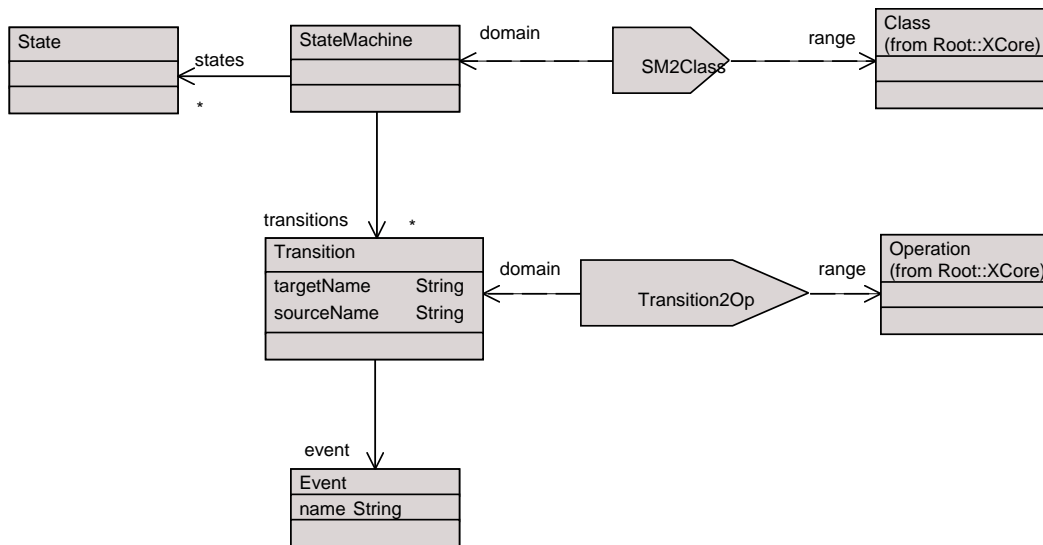 State
StateMachine
domain
SM2Class
range
Class
(from Root::XCore)
states
*
transitions
*
Transition
targetName String
sourceName String
domain
Transition2Op
range
Operation
(from Root::XCore)
event
Event
name String